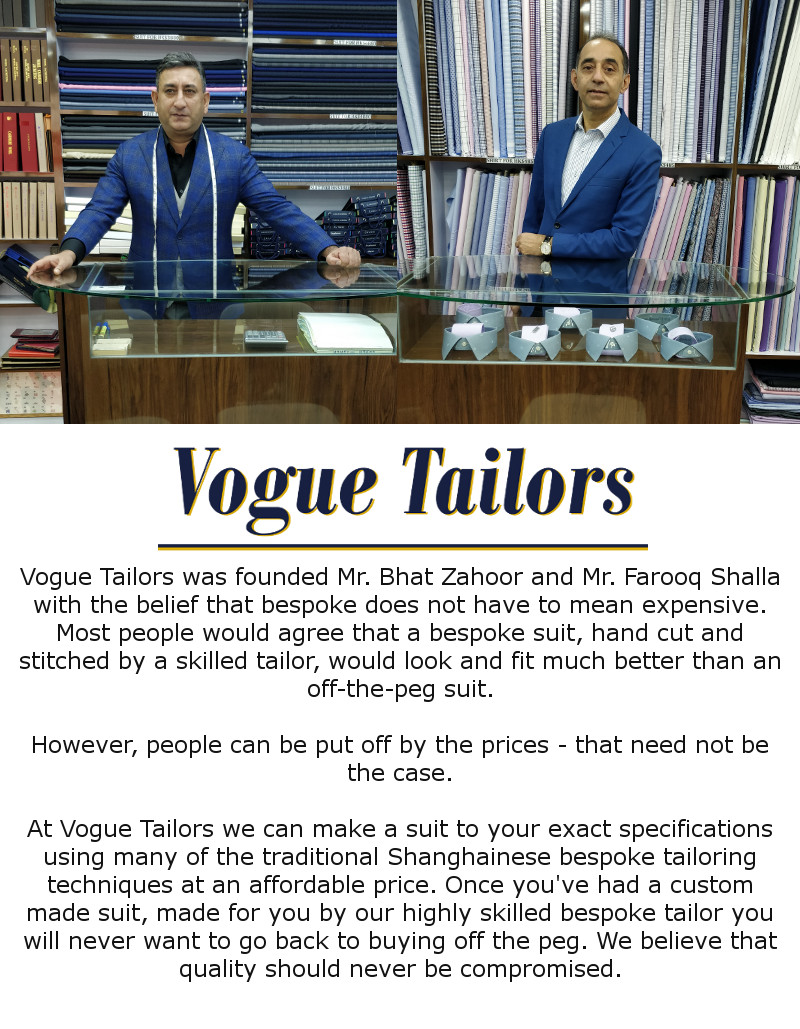 Vogue Tailors
Vogue Tailors was founded Mr. Bhat Zahoor and Mr. Farooq Shalla
with the belief that bespoke does not have to mean expensive.
Most people would agree that a bespoke suit, hand cut and
stitched by a skilled tailor, would look and fit much better than an
off-the-peg suit.
However, people can be put off by the prices - that need not be
the case.
At Vogue Tailors we can make a suit to your exact specifications
using many of the traditional Shanghainese bespoke tailoring
techniques at an affordable price. Once you've had a custom
made suit, made for you by our highly skilled bespoke tailor you
will never want to go back to buying off the peg. We believe that
quality should never be compromised.